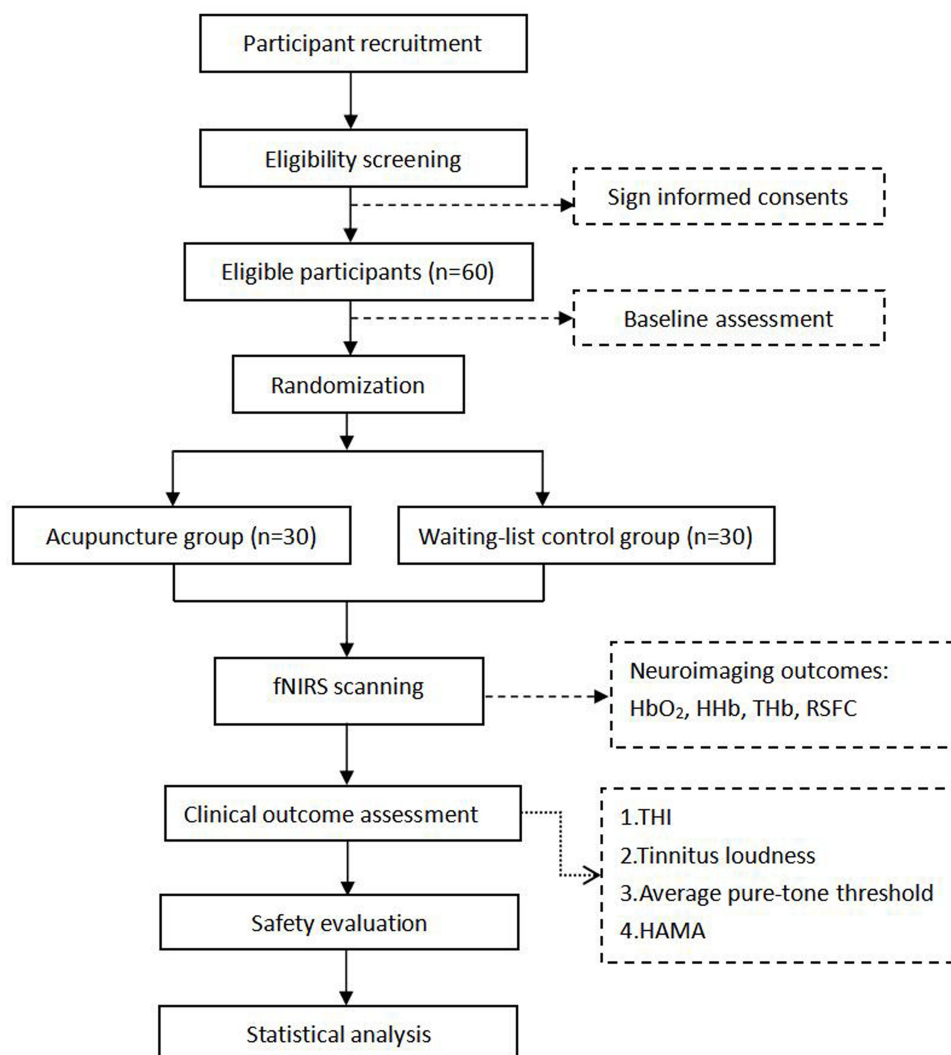 Participant recruitment
Eligibility screening
Sign informed consents
Eligible participants (n=60)
Baseline assessment
Randomization
Acupuncture group (n=30)
Waiting-list control group (n=30)
fNIRS scanning
Neuroimaging outcomes:
HbO₂, HHb, THb, RSFC
Clinical outcome assessment
1.THI
2.Tinnitus loudness
3.Average pure-tone threshold
4.HAMA
Safety evaluation
Statistical analysis